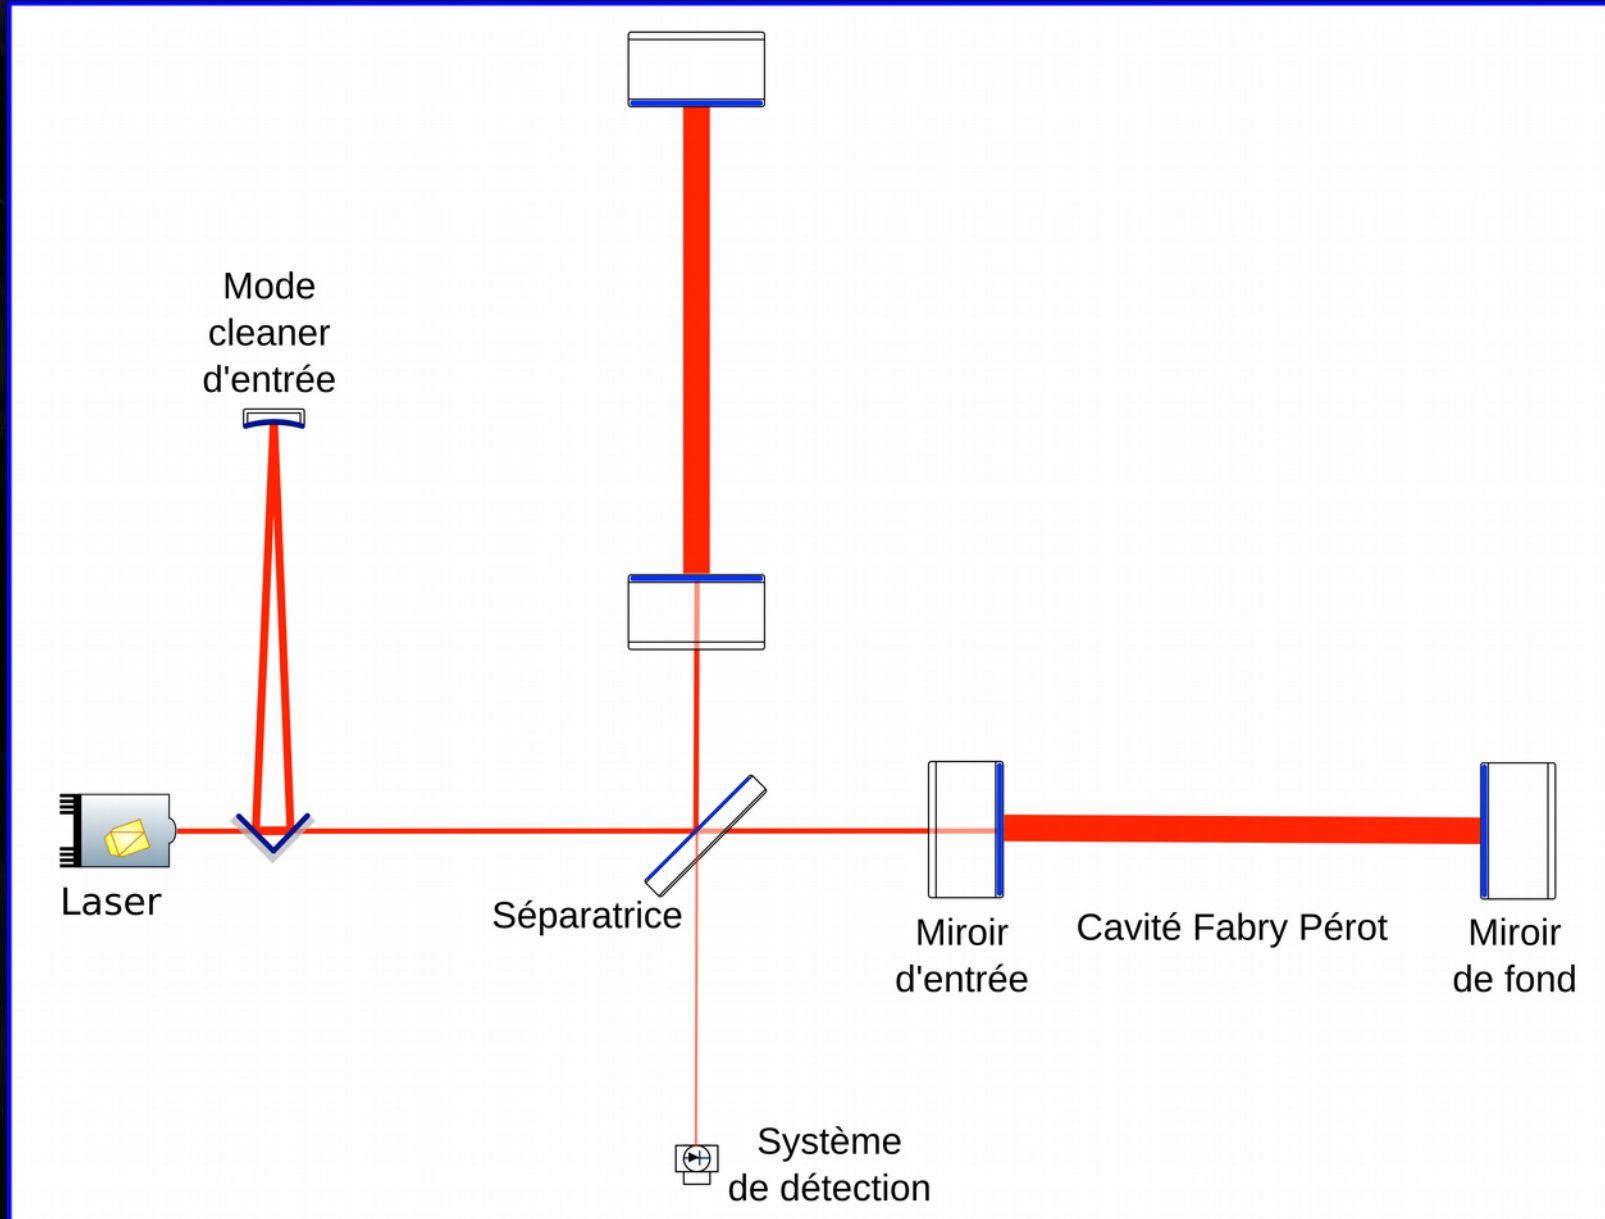 Mode
cleaner
d'entrée
Laser
Séparatrice
Miroir
d'entrée
Cavité Fabry Pérot
Miroir
de fond
Système
de détection